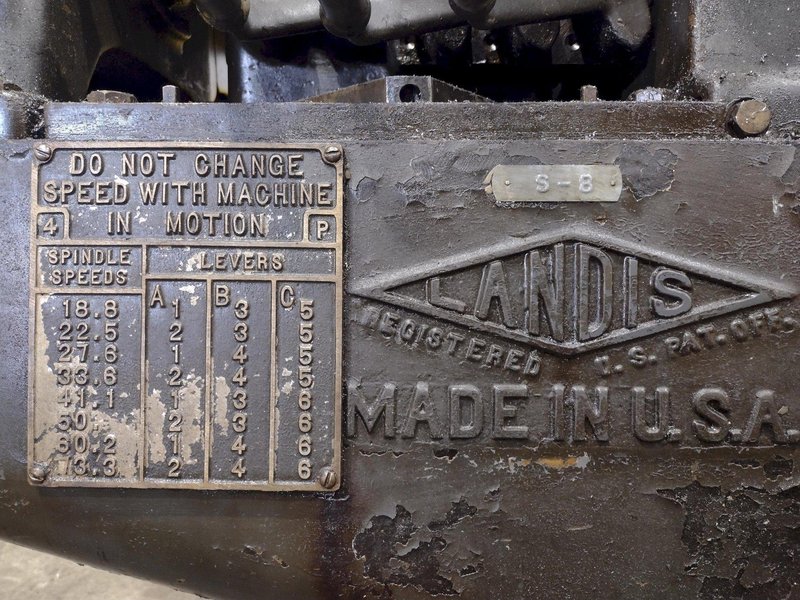 DO NOT CHANGE
SPEED WITH MACHINE
4 IN MOTION P
SPINDLE SPEEDS LEVERS
A B C
18.8 1 3 5
22.5 2 3 5
27.6 1 4 5
33.6 2 4 5
41.1 1 3 6
50. 2 3 6
60.2 1 4 6
73.3 2 4 6
S-8
LANDIS
REGISTERED U.S. PAT. OFF.
MADE IN U.S.A.